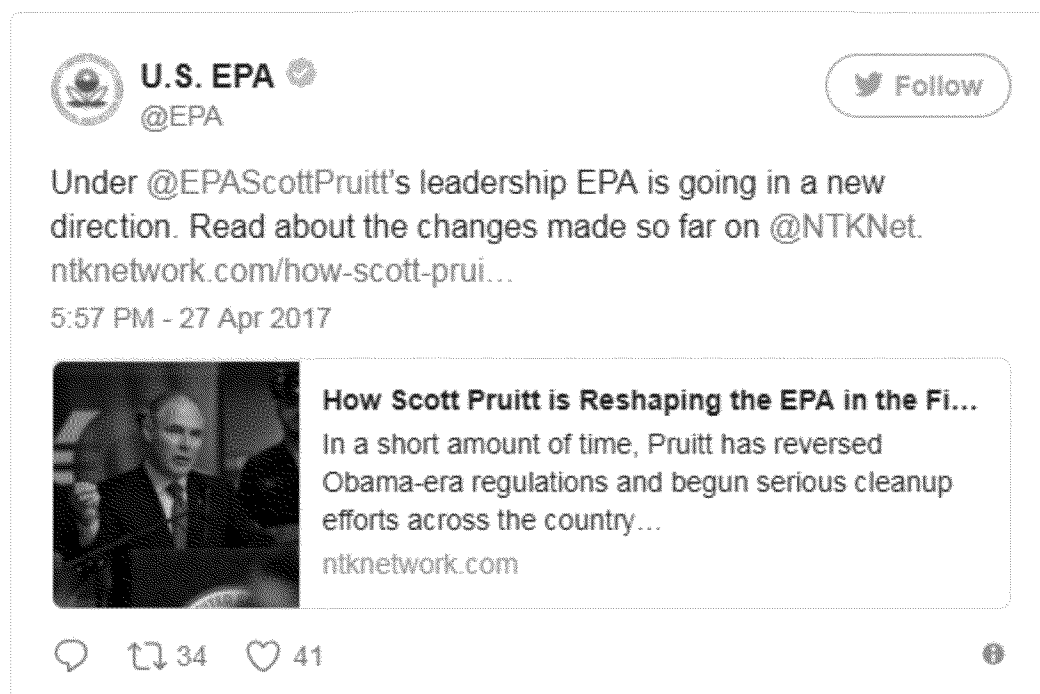 U.S. EPA
@EPA
Follow
Under @EPAScottPruitt's leadership EPA is going in a new
direction. Read about the changes made so far on @NTKNet.
ntknetwork.com/how-scott-prui...
5:57 PM - 27 Apr 2017
How Scott Pruitt is Reshaping the EPA in the Fi...
In a short amount of time, Pruitt has reversed
Obama-era regulations and begun serious cleanup
efforts across the country...
ntknetwork.com
34
41